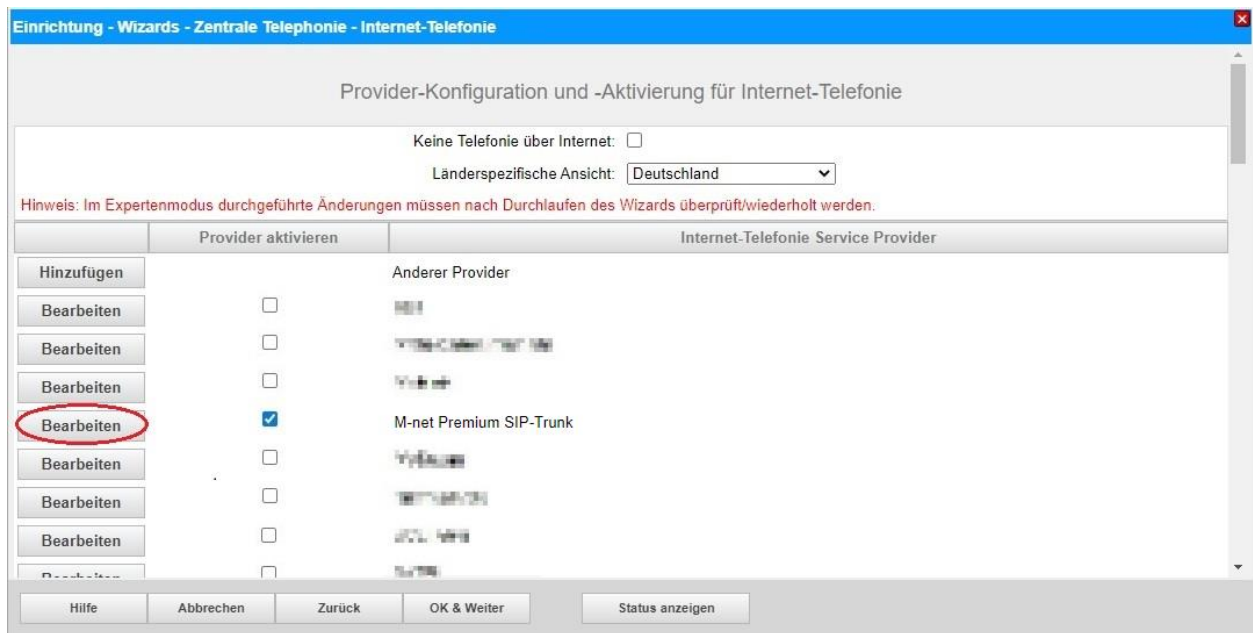 Einrichtung - Wizards - Zentrale Telephonie - Internet-Telefonie
Provider-Konfiguration und -Aktivierung für Internet-Telefonie
Keine Telefonie über Internet:
Länderspezifische Ansicht: Deutschland
Hinweis: Im Expertenmodus durchgeführte Änderungen müssen nach Durchlaufen des Wizards überprüft/wiederholt werden.
Provider aktivieren Internet-Telefonie Service Provider
Hinzufügen Anderer Provider
Bearbeiten
Bearbeiten
Bearbeiten
Bearbeiten M-net Premium SIP-Trunk
Bearbeiten
Bearbeiten
Bearbeiten
Bearbeiten
Hilfe Abbrechen Zurück OK & Weiter Status anzeigen